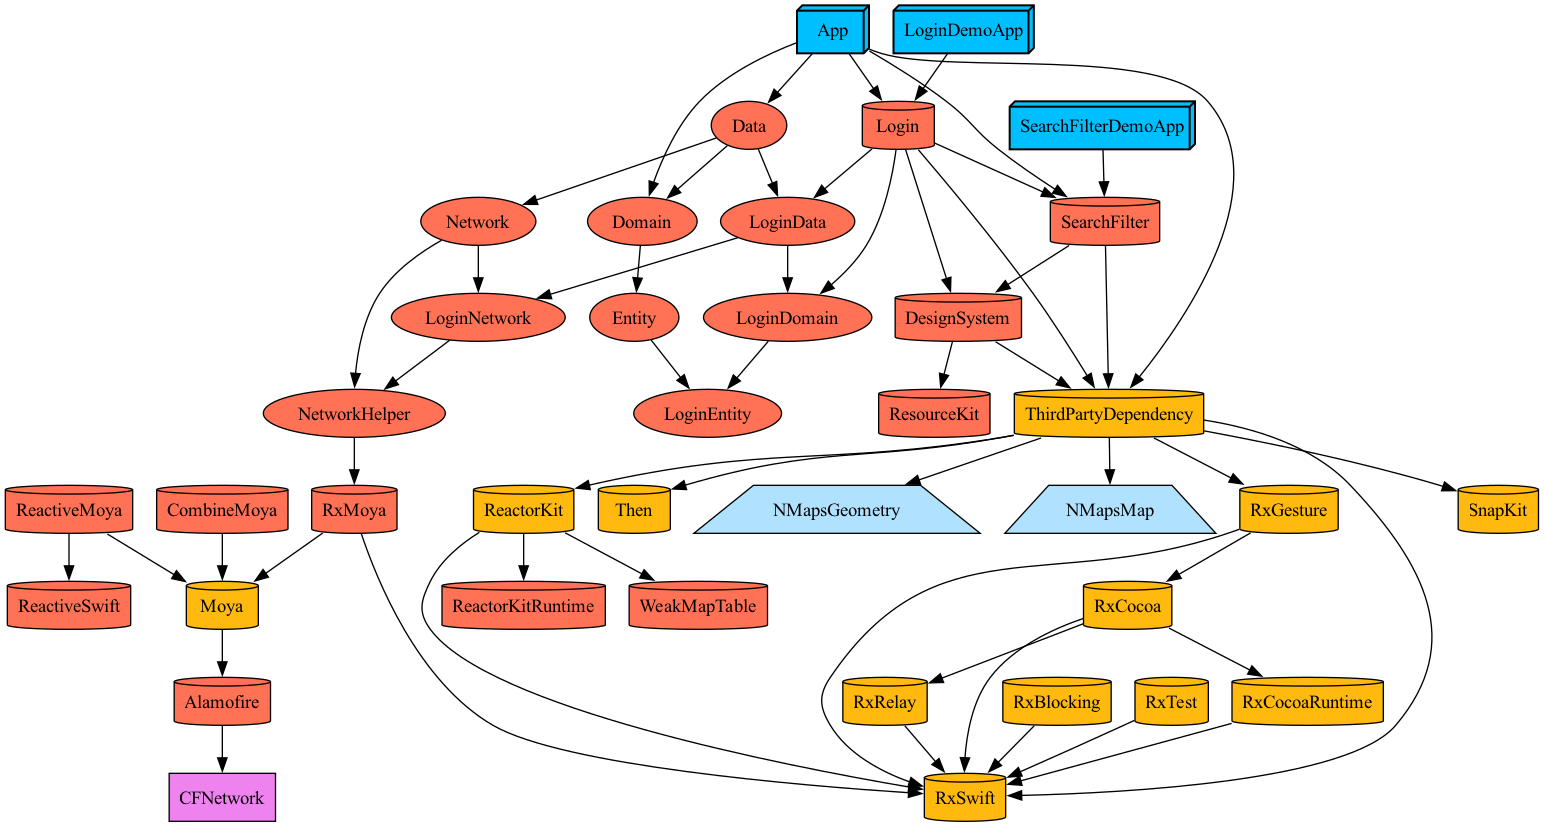 App
LoginDemoApp
Data
Login
SearchFilterDemoApp
Network
Domain
LoginData
SearchFilter
LoginNetwork
Entity
LoginDomain
DesignSystem
NetworkHelper
LoginEntity
ResourceKit
ThirdPartyDependency
ReactiveMoya
CombineMoya
RxMoya
ReactorKit
Then
NMapsGeometry
NMapsMap
RxGesture
SnapKit
ReactiveSwift
Moya
ReactorKitRuntime
WeakMapTable
RxCocoa
Alamofire
RxRelay
RxBlocking
RxTest
RxCocoaRuntime
CFNetwork
RxSwift